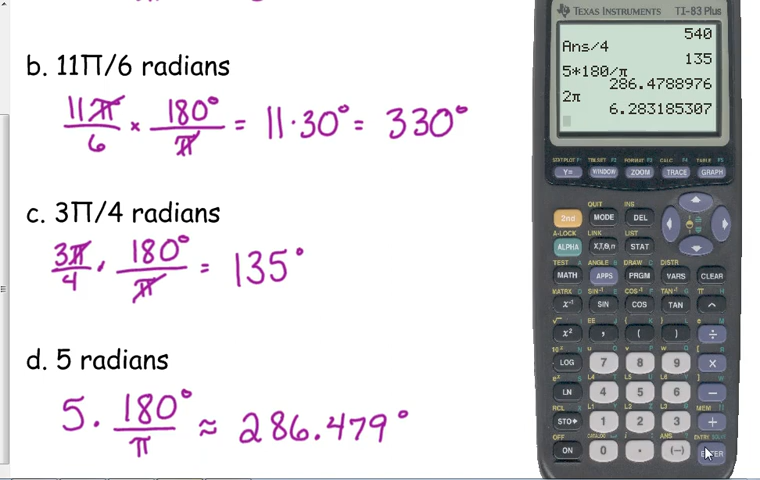 b. 11Π/6 radians
11π/6 × 180°/π = 11·30° = 330°
c. 3Π/4 radians
3π/4 · 180°/π = 135°
d. 5 radians
5 · 180°/π ≈ 286.479°
TEXAS INSTRUMENTS TI-83 Plus
540
Ans/4
135
5*180/π
286.4788976
2π
6.283185307
STAT PLOT F1 TBLSET F2 FORMAT F3 CALC F4 TABLE F5
Y= WINDOW ZOOM TRACE GRAPH
QUIT INS
2nd MODE DEL
A-LOCK LINK LIST
ALPHA X,T,θ,n STAT
TEST A ANGLE B DRAW C DISTR
MATH APPS PRGM VARS CLEAR
MATRX D SIN⁻¹ E COS⁻¹ F TAN⁻¹ G π H
x⁻¹ SIN COS TAN ^
√ I EE J { K } L e M
x² , ( ) ÷
10ˣ N u O v P w Q [ R
LOG 7 8 9 ×
eˣ S L4 T L5 U L6 V ] W
LN 4 5 6 −
RCL X L1 Y L2 Z L3 θ MEM "
STO► 1 2 3 +
OFF CATALOG i ANS ? ENTRY SOLVE
ON 0 . (−) ENTER